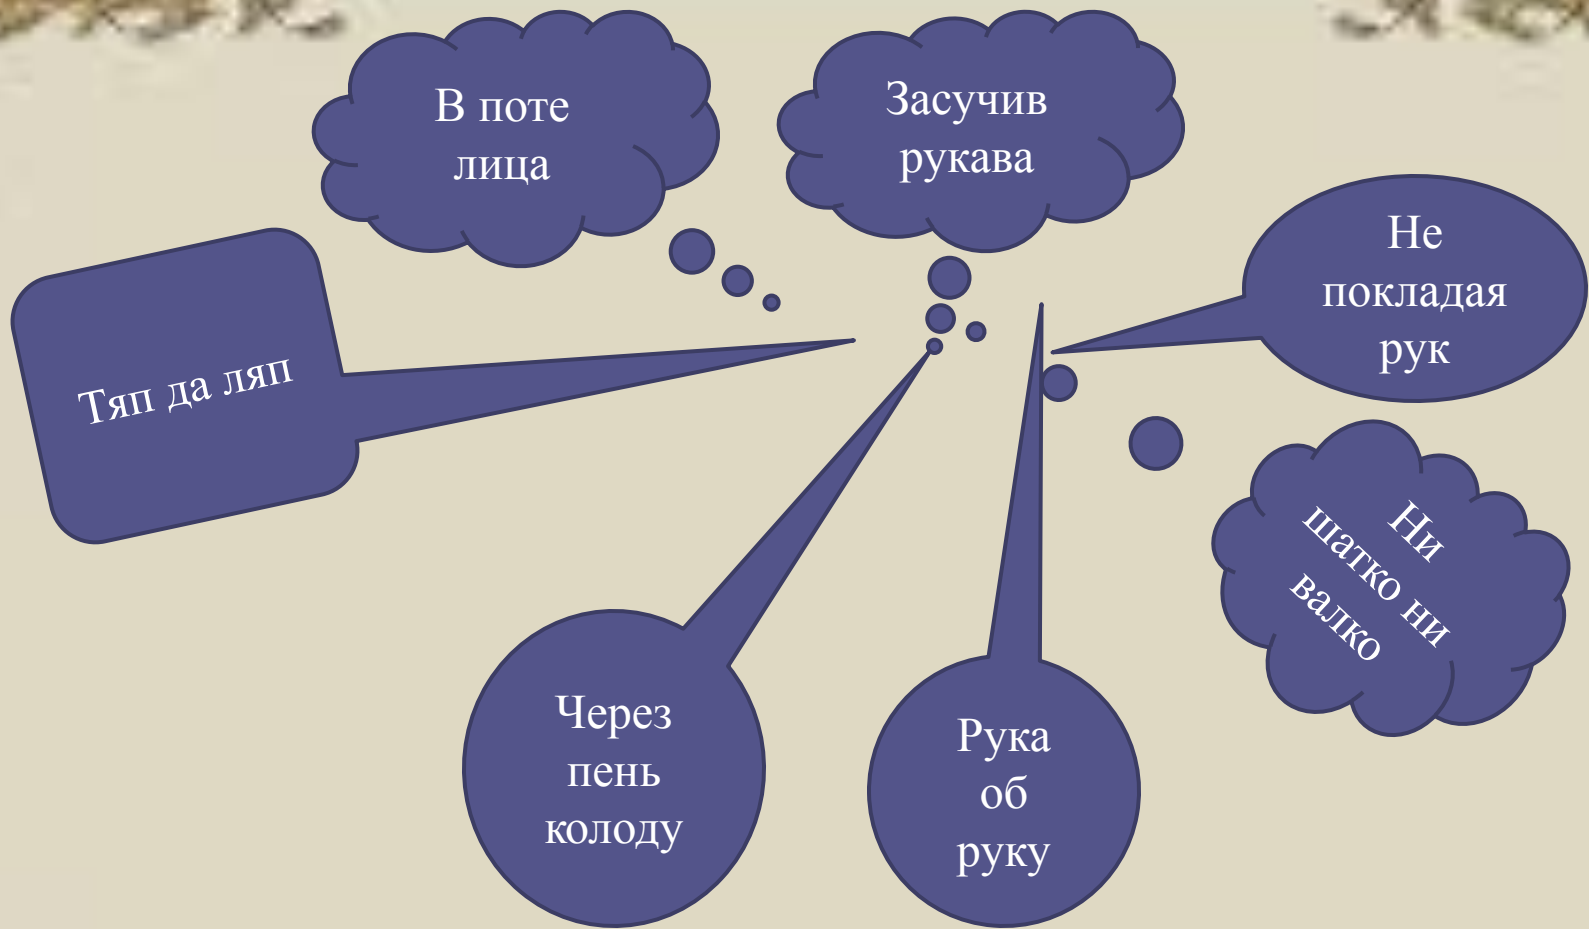 В поте
лица
Засучив
рукава
Не
покладая
рук
Тяп да ляп
Ни
шатко ни
валко
Через
пень
колоду
Рука
об
руку